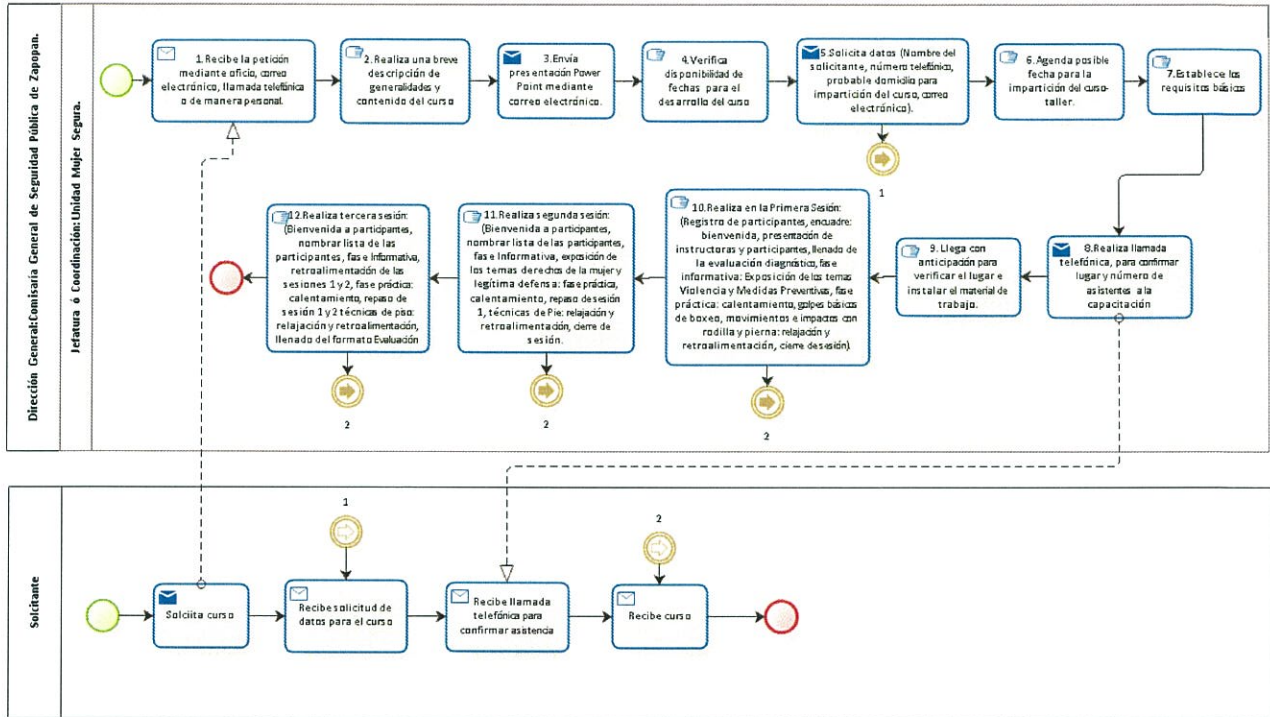 Dirección General:Comisaria General de Seguridad Pública de Zapopan.
Jefatura ó Coordinación:Unidad Mujer Segura.
1.Recibe la petición
mediante oficio, correo
electrónico, llamada telefónica
o de manera personal.
2.Realiza una breve
descripción de
generalidades y
contenido del curso
3.Envía
presentación Power
Point mediante
correo electrónico.
4.Verifica
disponibilidad de
fechas para el
desarrollo del curso
5.Solicita datos (Nombre del
solicitante, número telefónico,
probable domicilio para
impartición del curso, correo
electrónico).
6.Agenda posible
fecha para la
impartición del curso-
taller.
7.Establece los
requisitos básicos
1
12.Realiza tercera sesión:
(Bienvenida a participantes,
nombrar lista de las
participantes, fase Informativa,
retroalimentación de las
sesiones 1 y 2, fase práctica:
calentamiento, repaso de
sesión 1 y 2 técnicas de piso:
relajación y retroalimentación,
llenado del formato Evaluación
11.Realiza segunda sesión:
(Bienvenida a participantes,
nombrar lista de las participantes,
fase Informativa, exposición de
los temas derechos de la mujer y
legítima defensa: fase práctica,
calentamiento, repaso de sesión
1, técnicas de Pie: relajación y
retroalimentación, cierre de
sesión.
10.Realiza en la Primera Sesión:
(Registro de participantes, encuadre:
bienvenida, presentación de
instructoras y participantes, llenado de
la evaluación diagnóstico, fase
informativa: Exposición de los temas
Violencia y Medidas Preventivas, fase
práctica: calentamiento, golpes básicos
de boxeo, movimientos e impactos con
rodilla y pierna: relajación y
retroalimentación, cierre de sesión).
9. Llega con
anticipación para
verificar el lugar e
instalar el material de
trabajo.
8.Realiza llamada
telefónica, para confirmar
lugar y número de
asistentes a la
capacitación
2
2
2
Solcitante
1
2
Solciita curso
Recibe solicitud de
datos para el curso
Recibe llamada
telefónica para
confirmar asistencia
Recibe curso